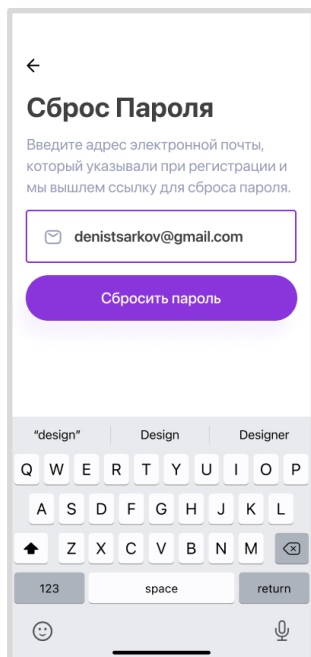 Сброс Пароля
Введите адрес электронной почты,
который указывали при регистрации и
мы вышлем ссылку для сброса пароля.
denistsarkov@gmail.com
Сбросить пароль
“design” Design Designer
Q W E R T Y U I O P
A S D F G H J K L
Z X C V B N M
123 space return